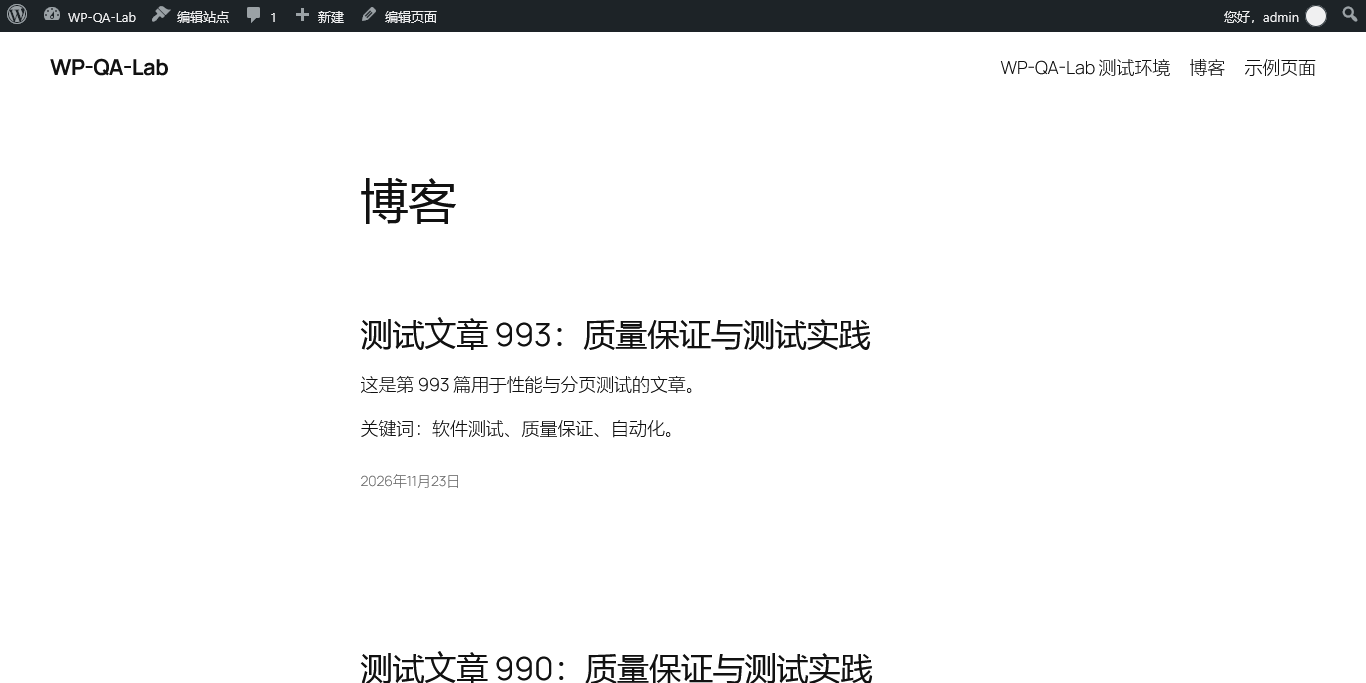 WP-QA-Lab 编辑站点 1 新建 编辑页面 您好，admin
WP-QA-Lab WP-QA-Lab 测试环境 博客 示例页面
博客
测试文章 993：质量保证与测试实践
这是第 993 篇用于性能与分页测试的文章。
关键词：软件测试、质量保证、自动化。
2026年11月23日
测试文章 990：质量保证与测试实践